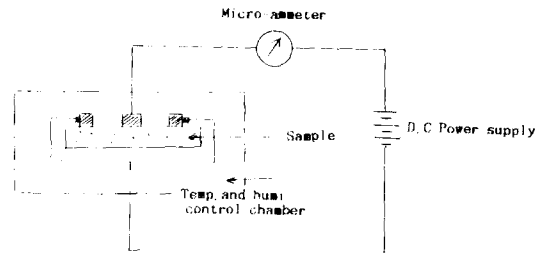 Micro-ammeter
D.C Power supply
Sample
Temp, and humi
control chamber